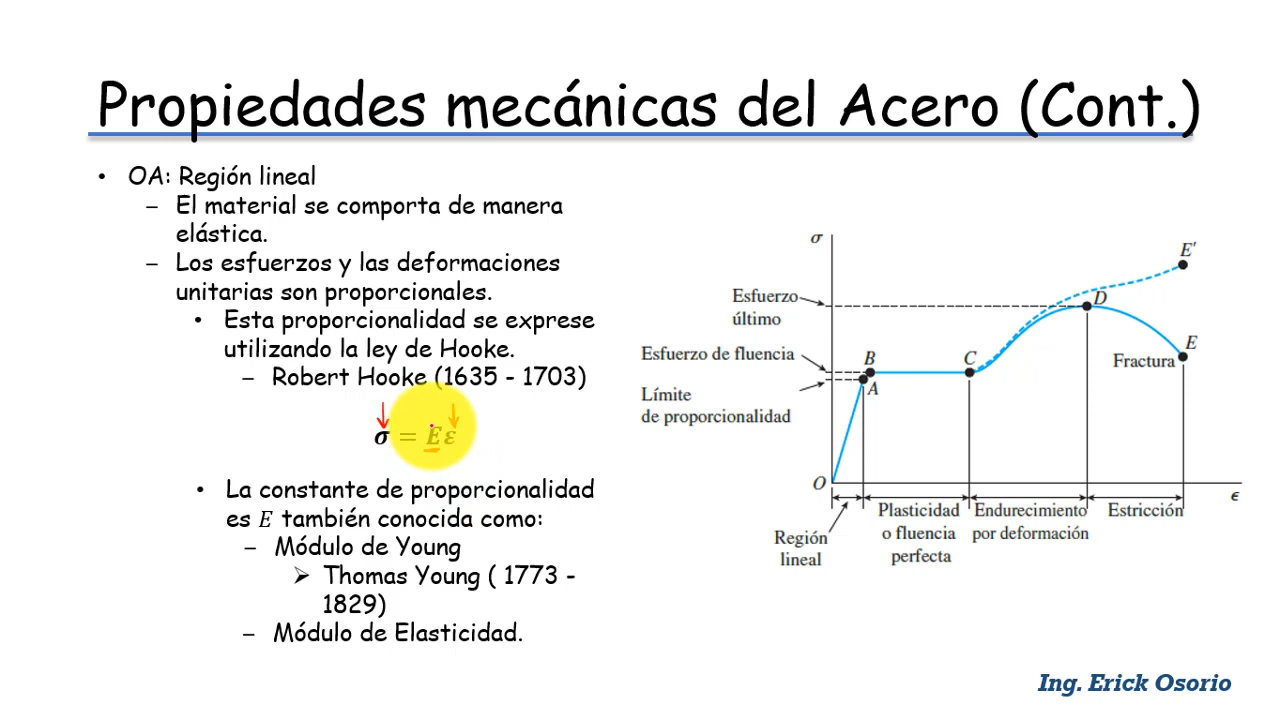 Propiedades mecánicas del Acero (Cont.)
• OA: Región lineal
– El material se comporta de manera
elástica.
– Los esfuerzos y las deformaciones
unitarias son proporcionales.
• Esta proporcionalidad se exprese
utilizando la ley de Hooke.
– Robert Hooke (1635 - 1703)
σ = Eε
• La constante de proporcionalidad
es E también conocida como:
– Módulo de Young
➢ Thomas Young ( 1773 -
1829)
– Módulo de Elasticidad.
σ
E'
Esfuerzo
último
D
Esfuerzo de fluencia
B
C
E
Fractura
Límite
de proporcionalidad
A
O
ϵ
Región
lineal
Plasticidad
o fluencia
perfecta
Endurecimiento
por deformación
Estricción
Ing. Erick Osorio